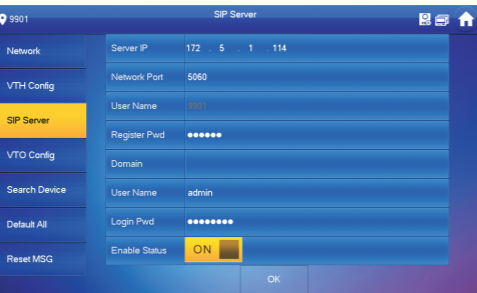 9901 SIP Server
Network
VTH Config
SIP Server
VTO Config
Search Device
Default All
Reset MSG
Server IP 172 . 5 . 1 . 114
Network Port 5060
User Name 9901
Register Pwd ●●●●●●
Domain
User Name admin
Login Pwd ●●●●●●●●
Enable Status ON
OK